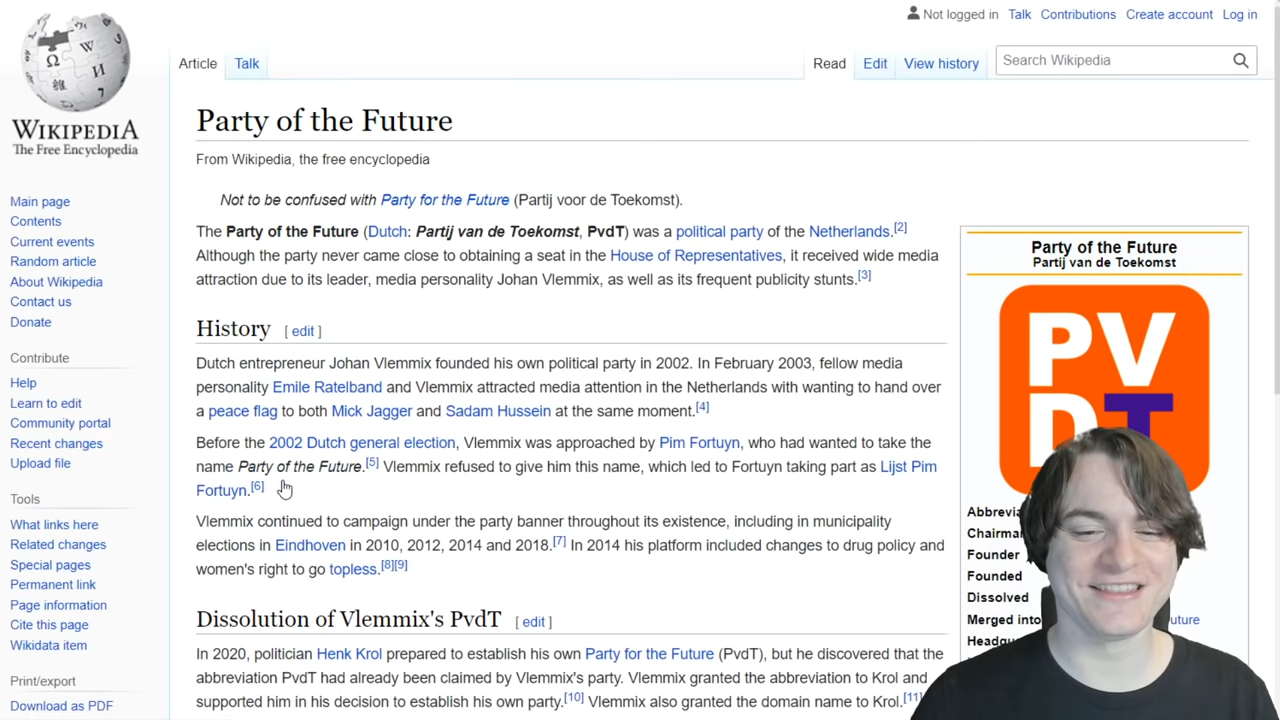 Not logged in Talk Contributions Create account Log in
Article Talk Read Edit View history Search Wikipedia
WIKIPEDIA
The Free Encyclopedia
Main page
Contents
Current events
Random article
About Wikipedia
Contact us
Donate
Contribute
Help
Learn to edit
Community portal
Recent changes
Upload file
Tools
What links here
Related changes
Special pages
Permanent link
Page information
Cite this page
Wikidata item
Print/export
Download as PDF
Party of the Future
From Wikipedia, the free encyclopedia
Not to be confused with Party for the Future (Partij voor de Toekomst).
The Party of the Future (Dutch: Partij van de Toekomst, PvdT) was a political party of the Netherlands.[2]
Although the party never came close to obtaining a seat in the House of Representatives, it received wide media
attraction due to its leader, media personality Johan Vlemmix, as well as its frequent publicity stunts.[3]
History [ edit ]
Dutch entrepreneur Johan Vlemmix founded his own political party in 2002. In February 2003, fellow media
personality Emile Ratelband and Vlemmix attracted media attention in the Netherlands with wanting to hand over
a peace flag to both Mick Jagger and Sadam Hussein at the same moment.[4]
Before the 2002 Dutch general election, Vlemmix was approached by Pim Fortuyn, who had wanted to take the
name Party of the Future.[5] Vlemmix refused to give him this name, which led to Fortuyn taking part as Lijst Pim
Fortuyn.[6]
Vlemmix continued to campaign under the party banner throughout its existence, including in municipality
elections in Eindhoven in 2010, 2012, 2014 and 2018.[7] In 2014 his platform included changes to drug policy and
women's right to go topless.[8][9]
Dissolution of Vlemmix's PvdT [ edit ]
In 2020, politician Henk Krol prepared to establish his own Party for the Future (PvdT), but he discovered that the
abbreviation PvdT had already been claimed by Vlemmix's party. Vlemmix granted the abbreviation to Krol and
supported him in his decision to establish his own party.[10] Vlemmix also granted the domain name to Krol.[11]
Party of the Future
Partij van de Toekomst
PV
DT
Founder
Founded
Dissolved
Merged into